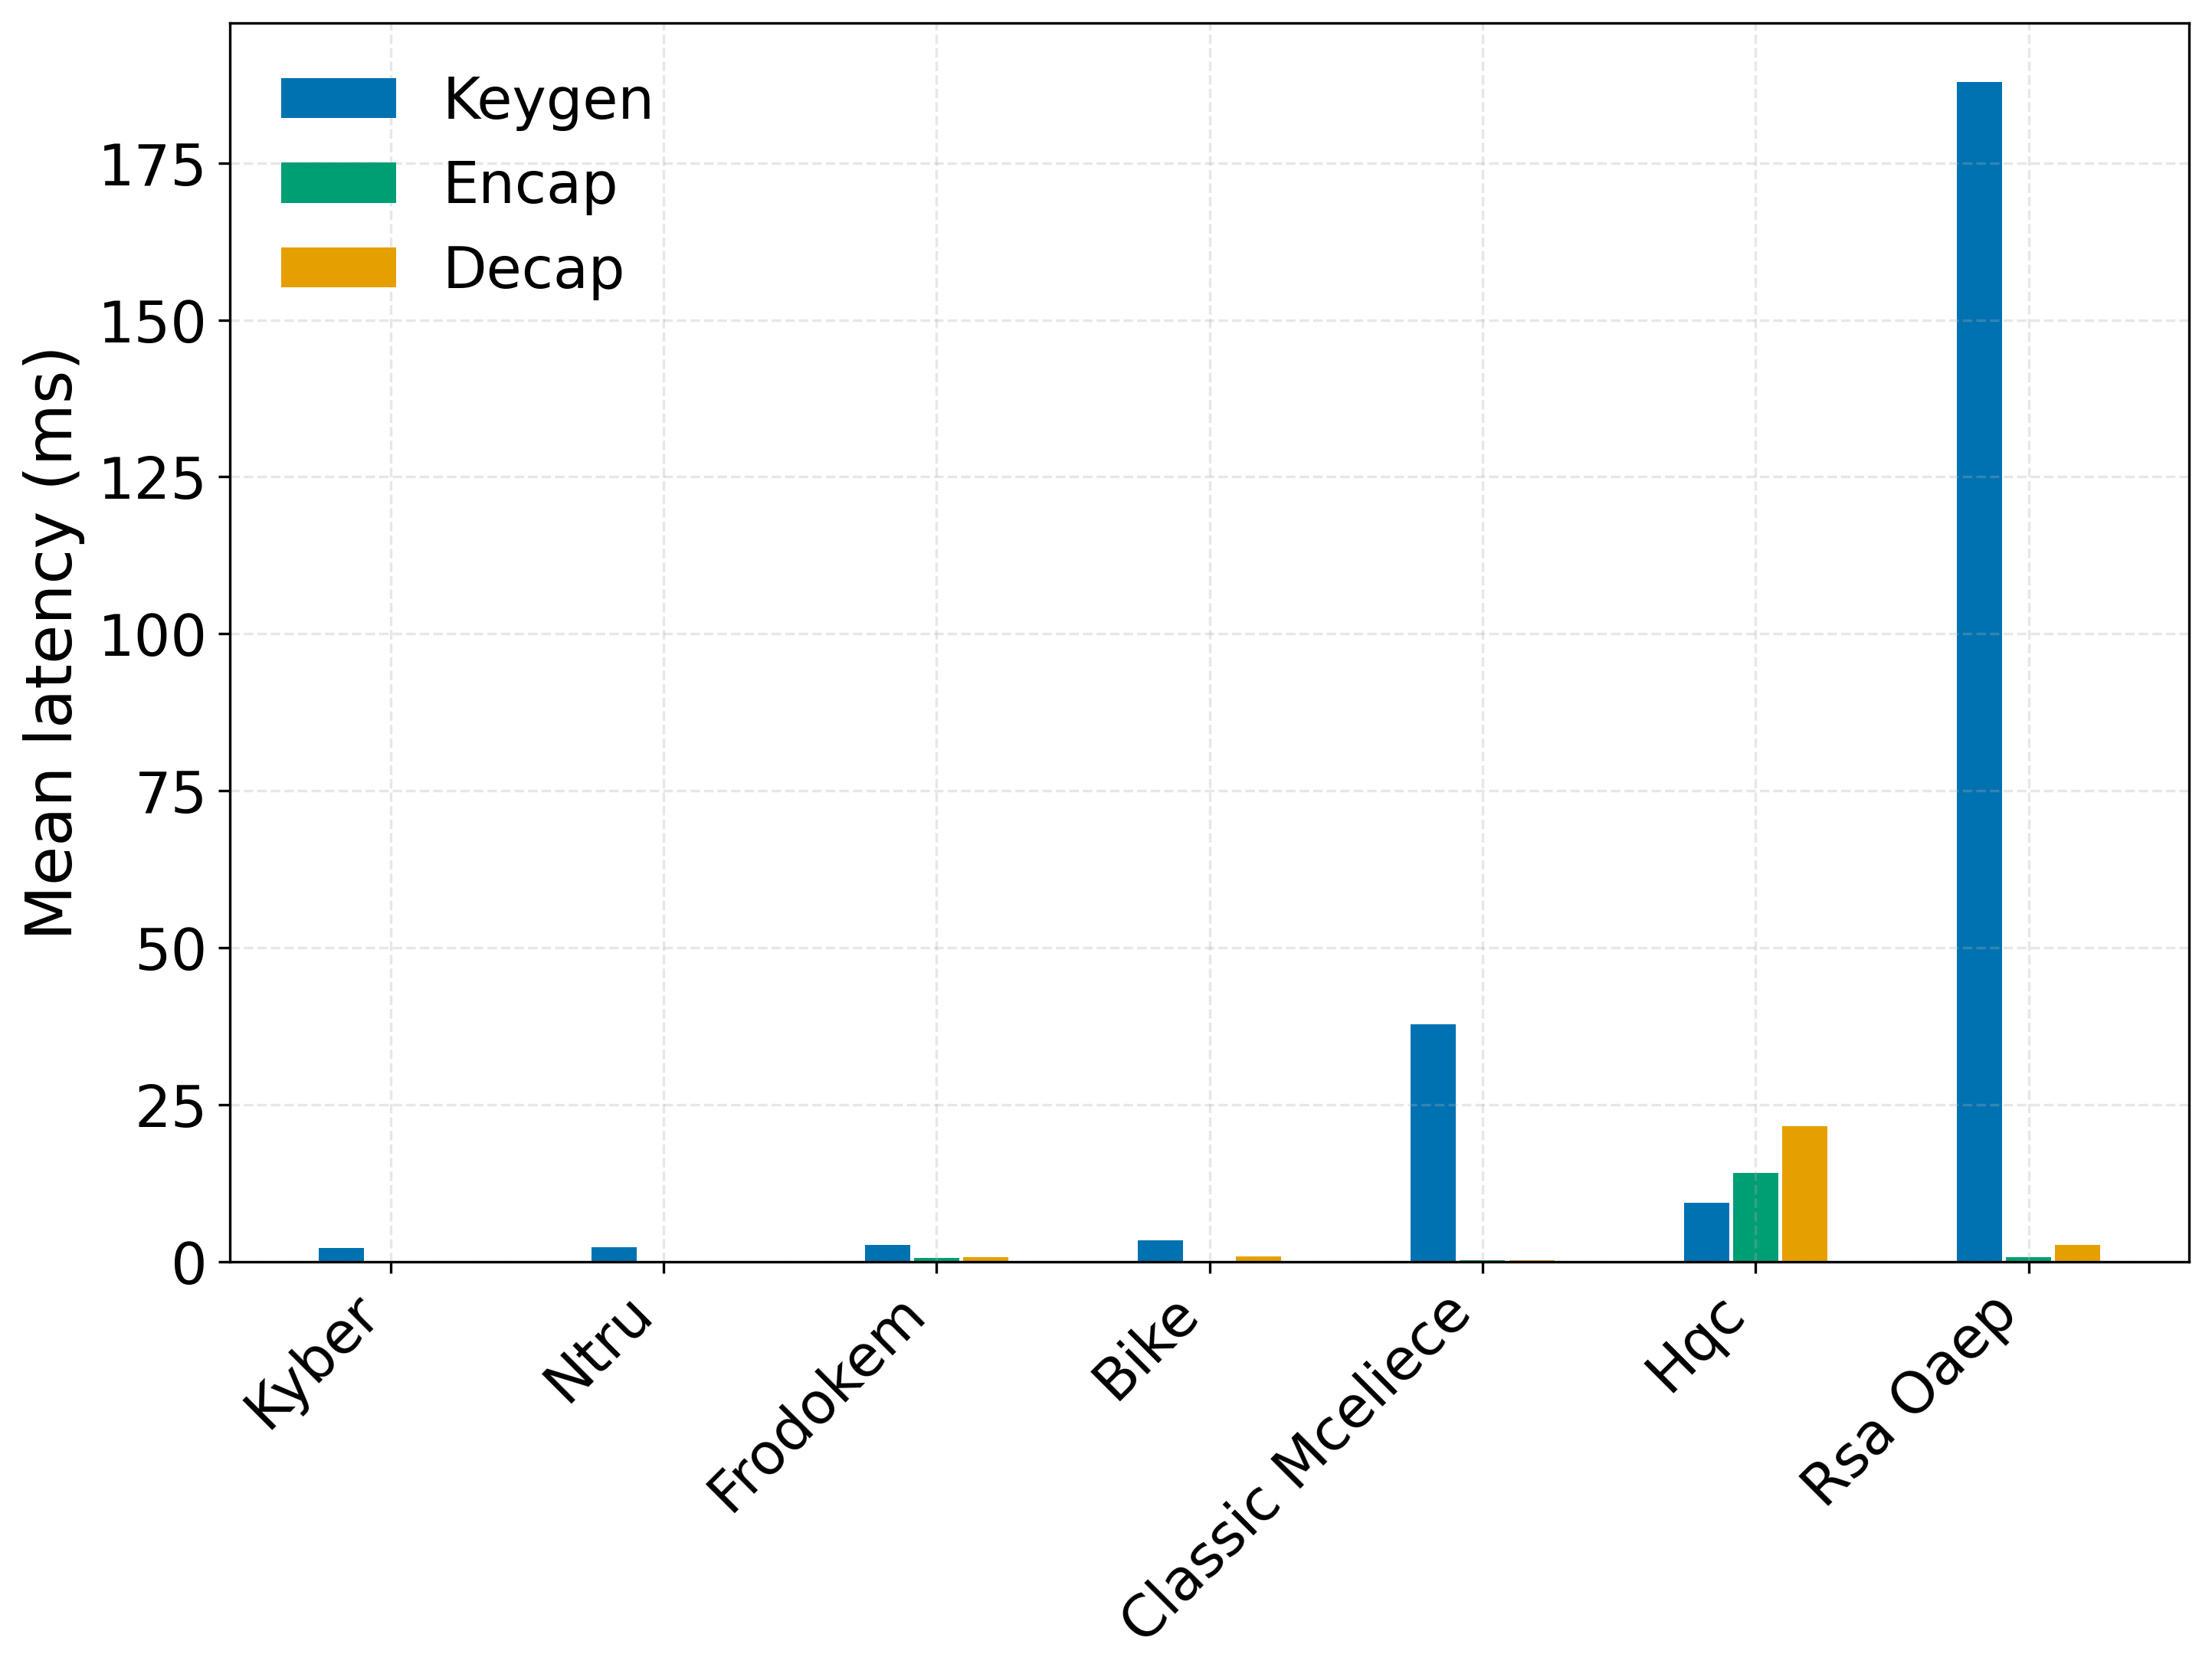 Keygen
Encap
Decap
Mean latency (ms)
175
150
125
100
75
50
25
0
Kyber
Ntru
Frodokem
Bike
Classic Mceliece
Hqc
Rsa Oaep